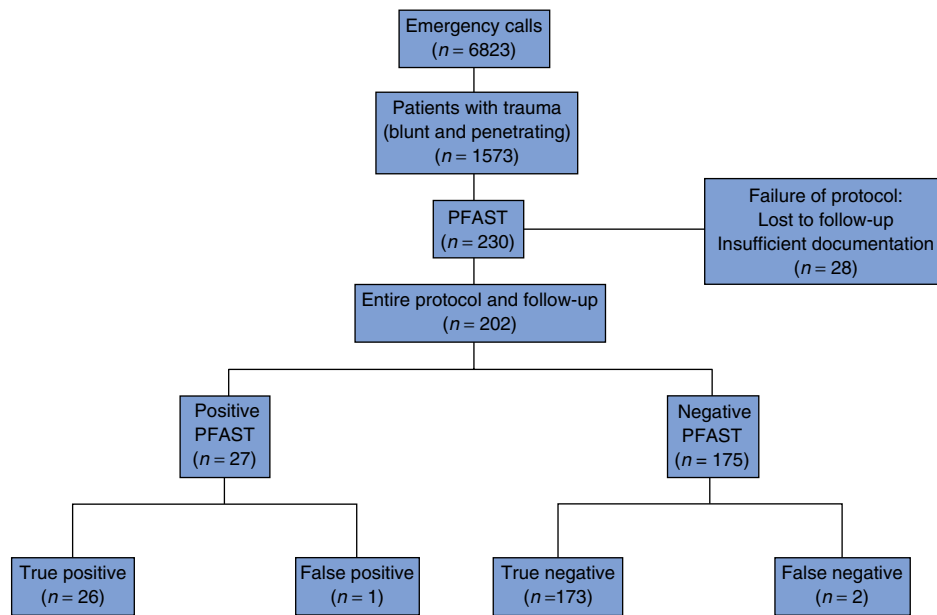 Emergency calls
(n = 6823)
Patients with trauma
(blunt and penetrating)
(n = 1573)
PFAST
(n = 230)
Failure of protocol:
Lost to follow-up
Insufficient documentation
(n = 28)
Entire protocol and follow-up
(n = 202)
Positive
PFAST
(n = 27)
Negative
PFAST
(n = 175)
True positive
(n = 26)
False positive
(n = 1)
True negative
(n =173)
False negative
(n = 2)